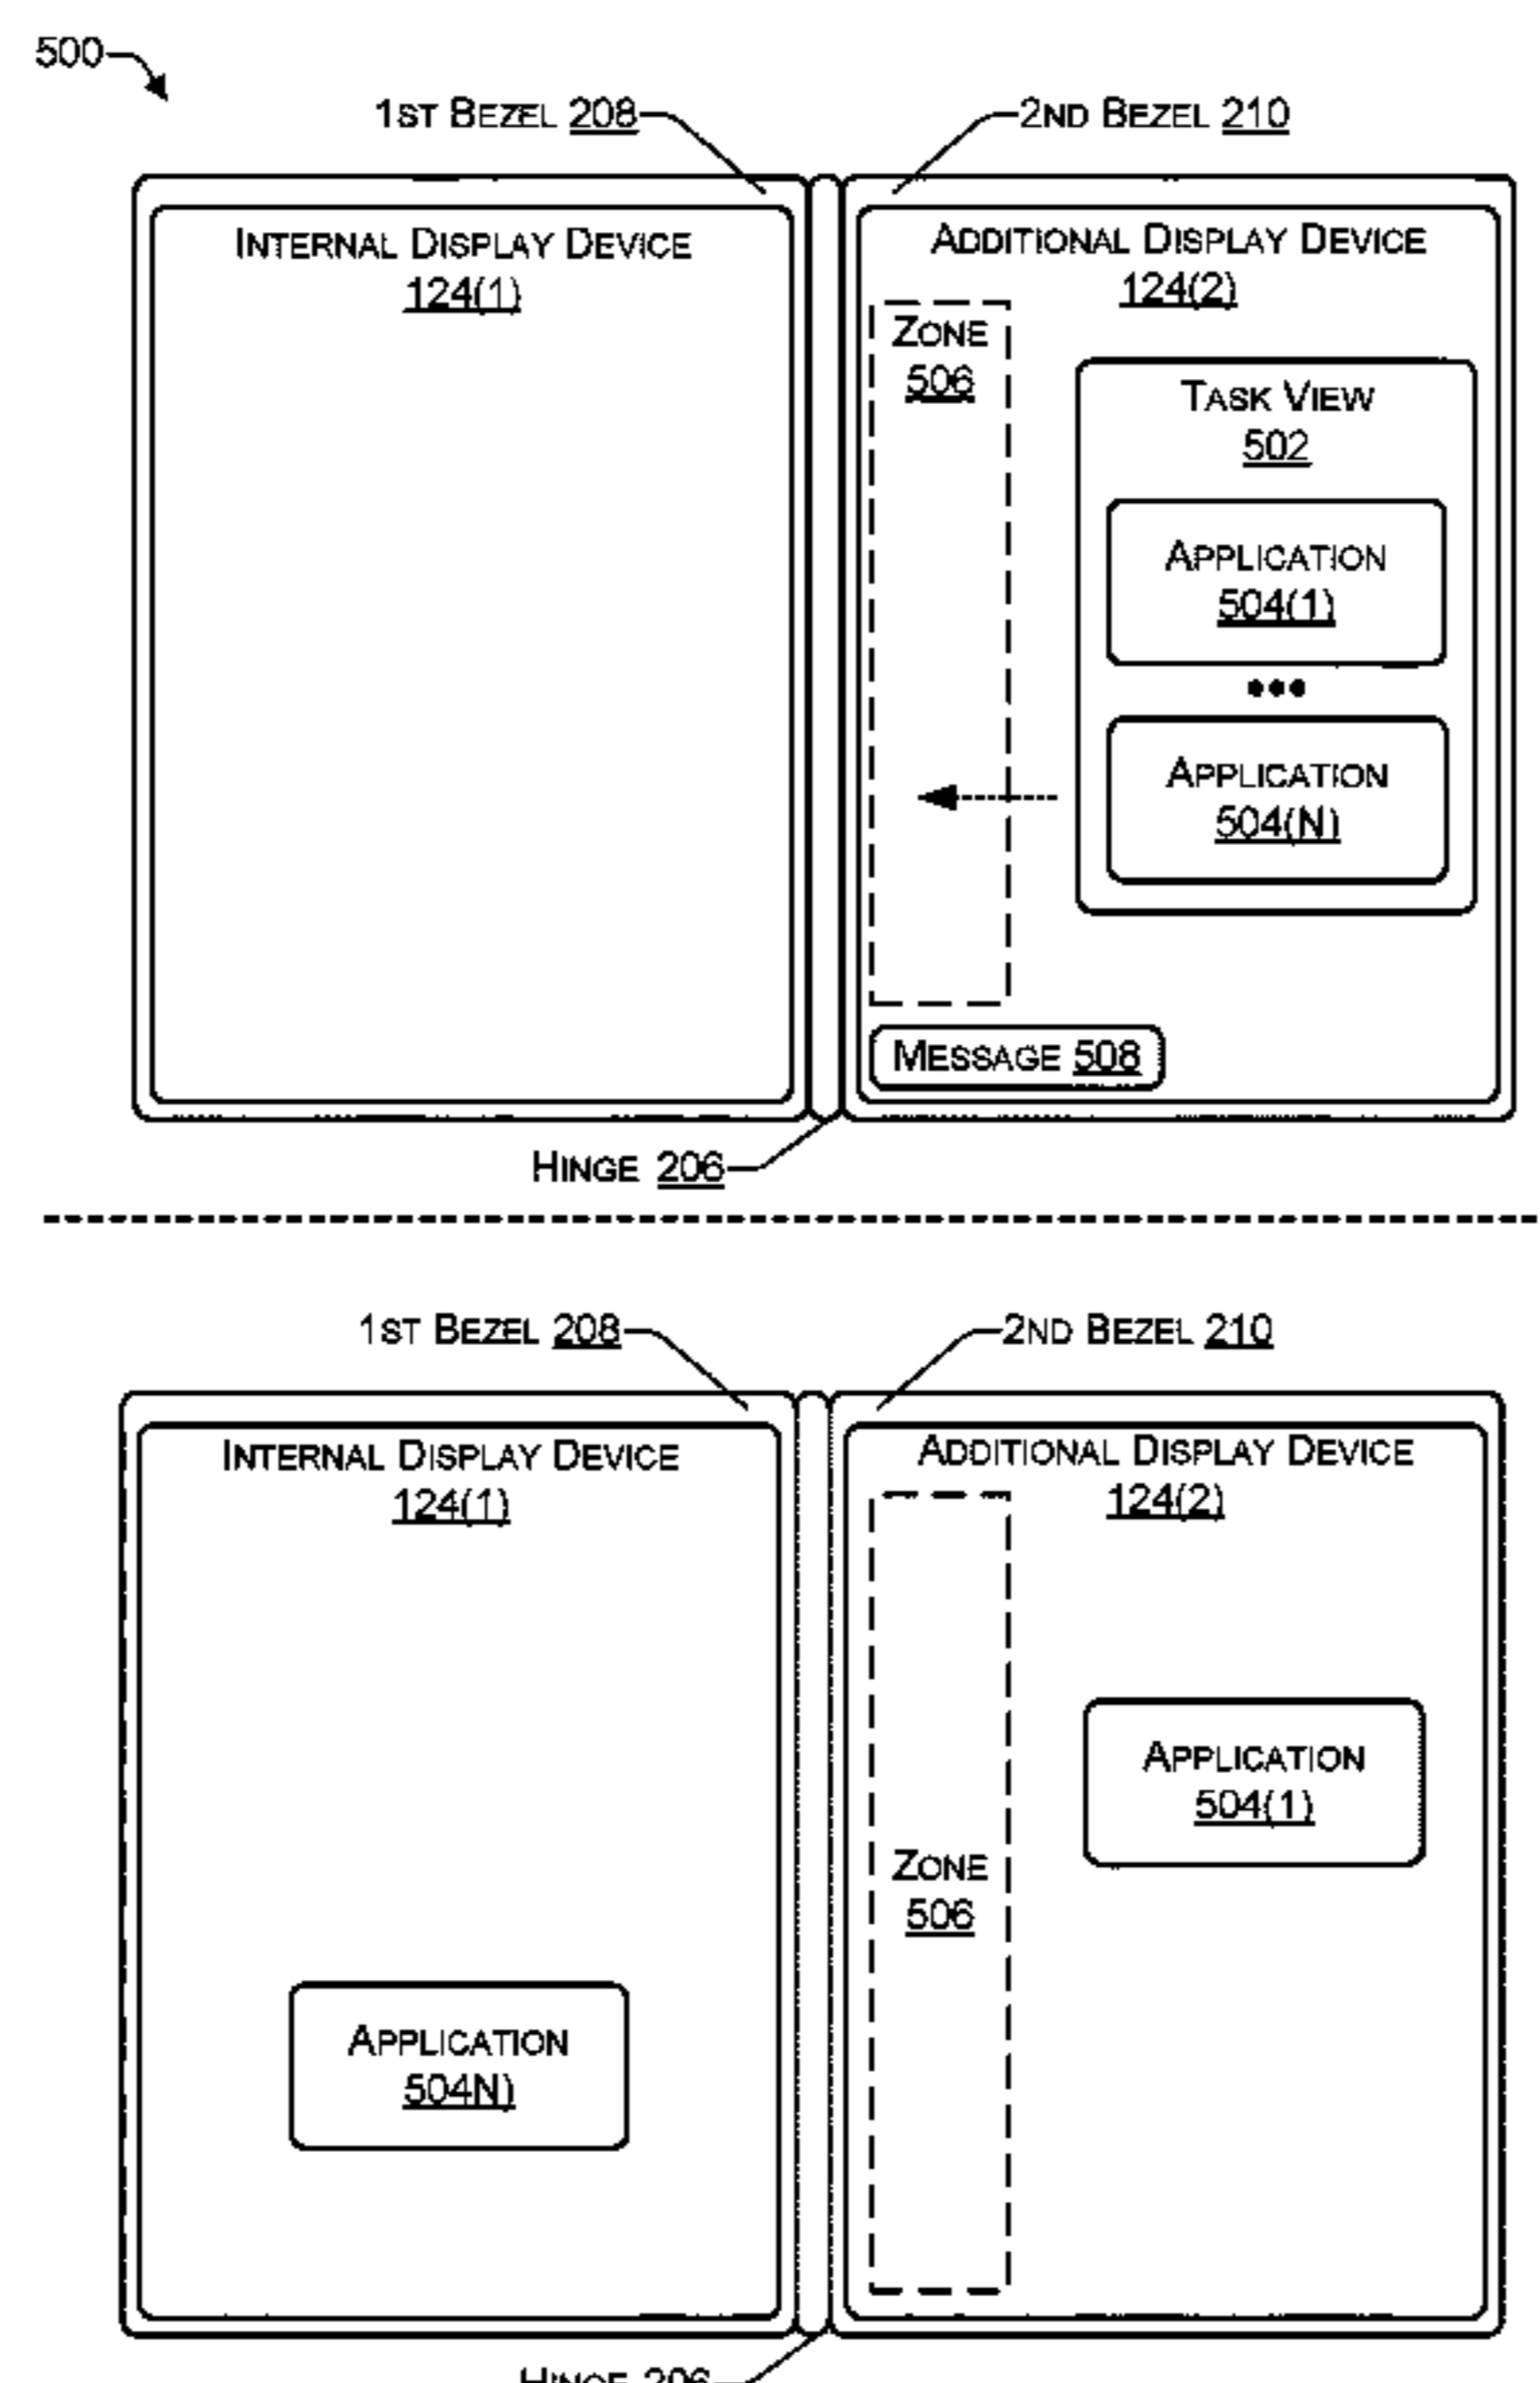 500
1ST BEZEL 208
2ND BEZEL 210
INTERNAL DISPLAY DEVICE
124(1)
ADDITIONAL DISPLAY DEVICE
124(2)
ZONE
506
TASK VIEW
502
APPLICATION
504(1)
•••
APPLICATION
504(N)
MESSAGE 508
HINGE 206
1ST BEZEL 208
2ND BEZEL 210
INTERNAL DISPLAY DEVICE
124(1)
ADDITIONAL DISPLAY DEVICE
124(2)
APPLICATION
504(1)
ZONE
506
APPLICATION
504N)
HINGE 206